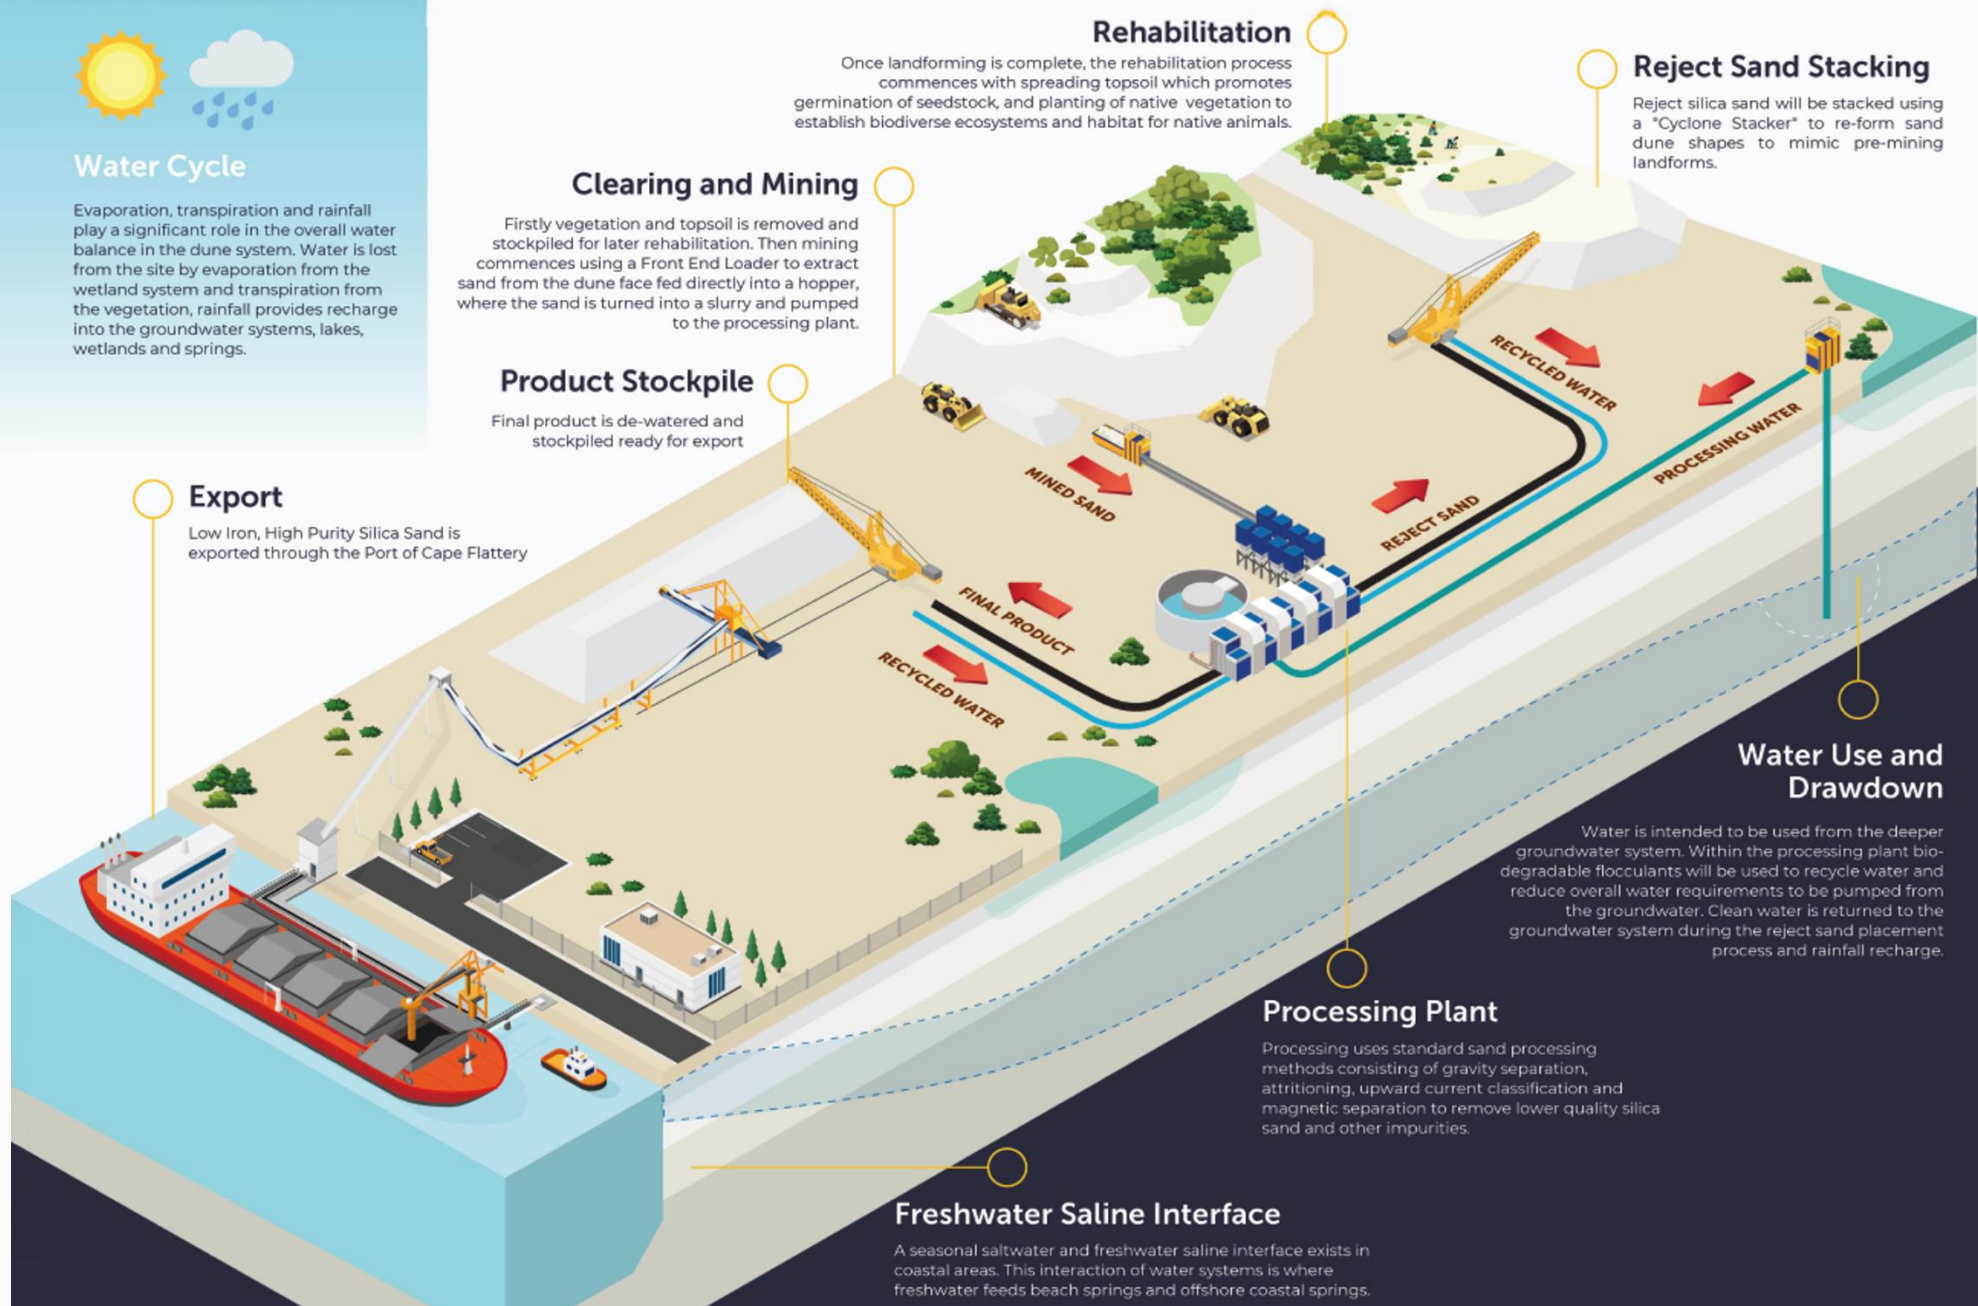 Water Cycle
Evaporation, transpiration and rainfall
play a significant role in the overall water
balance in the dune system. Water is lost
from the site by evaporation from the
wetland system and transpiration from
the vegetation, rainfall provides recharge
into the groundwater systems, lakes,
wetlands and springs.
Rehabilitation
Once landforming is complete, the rehabilitation process
commences with spreading topsoil which promotes
germination of seedstock, and planting of native vegetation to
establish biodiverse ecosystems and habitat for native animals.
Reject Sand Stacking
Reject silica sand will be stacked using
a "Cyclone Stacker" to re-form sand
dune shapes to mimic pre-mining
landforms.
Clearing and Mining
Firstly vegetation and topsoil is removed and
stockpiled for later rehabilitation. Then mining
commences using a Front End Loader to extract
sand from the dune face fed directly into a hopper,
where the sand is turned into a slurry and pumped
to the processing plant.
Product Stockpile
Final product is de-watered and
stockpiled ready for export
Export
Low Iron, High Purity Silica Sand is
exported through the Port of Cape Flattery
RECYCLED WATER
PROCESSING WATER
MINED SAND
REJECT SAND
FINAL PRODUCT
RECYCLED WATER
Water Use and
Drawdown
Water is intended to be used from the deeper
groundwater system. Within the processing plant bio-
degradable flocculants will be used to recycle water and
reduce overall water requirements to be pumped from
the groundwater. Clean water is returned to the
groundwater system during the reject sand placement
process and rainfall recharge.
Processing Plant
Processing uses standard sand processing
methods consisting of gravity separation,
attritioning, upward current classification and
magnetic separation to remove lower quality silica
sand and other impurities.
Freshwater Saline Interface
A seasonal saltwater and freshwater saline interface exists in
coastal areas. This interaction of water systems is where
freshwater feeds beach springs and offshore coastal springs.